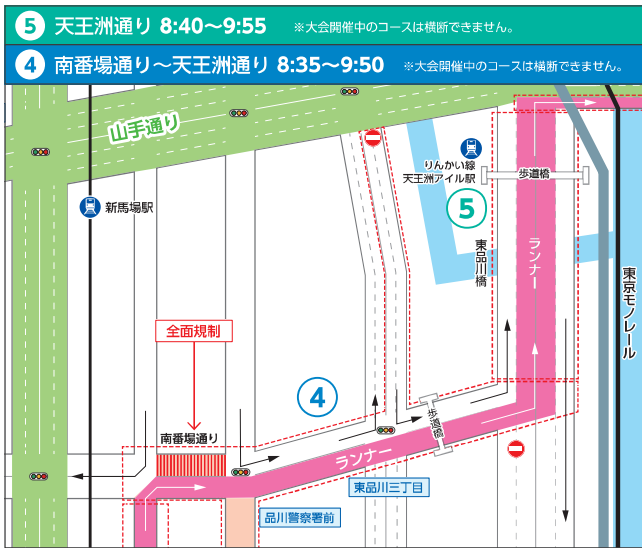 5 天王洲通り 8:40～9:55 ※大会開催中のコースは横断できません。
4 南番場通り～天王洲通り 8:35～9:50 ※大会開催中のコースは横断できません。
山手通り
りんかい線
天王洲アイル駅
歩道橋
新馬場駅
5
東品川橋
ランナー
東京モノレール
全面規制
4
南番場通り
歩道橋
ランナー
東品川三丁目
品川警察署前